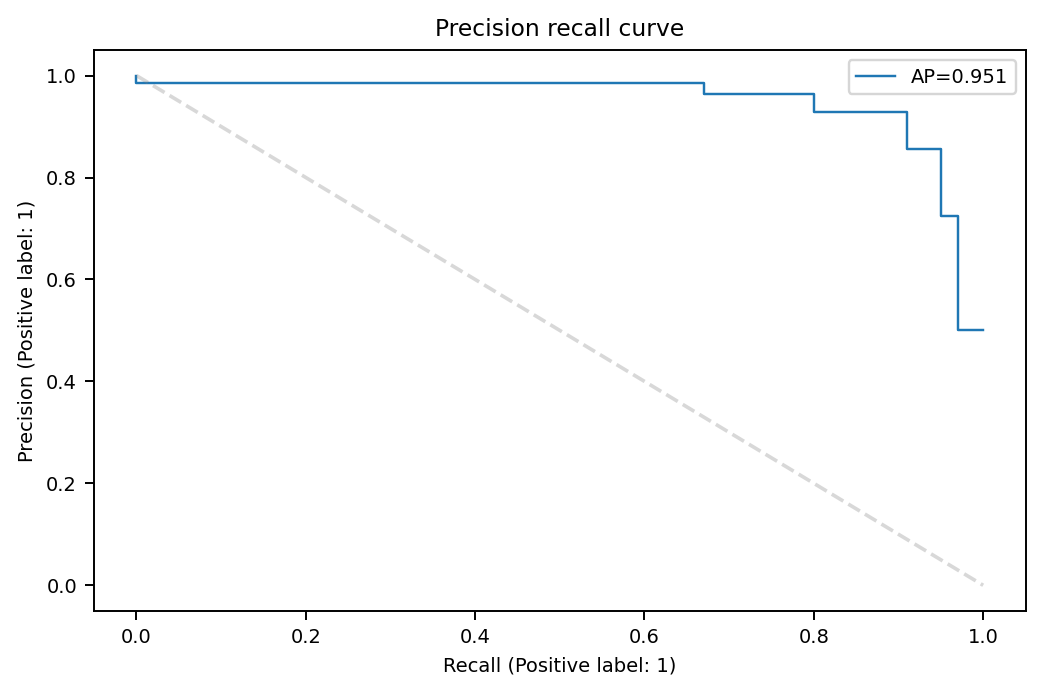 Precision recall curve
AP=0.951
Precision (Positive label: 1)
1.0
0.8
0.6
0.4
0.2
0.0
0.0 0.2 0.4 0.6 0.8 1.0
Recall (Positive label: 1)